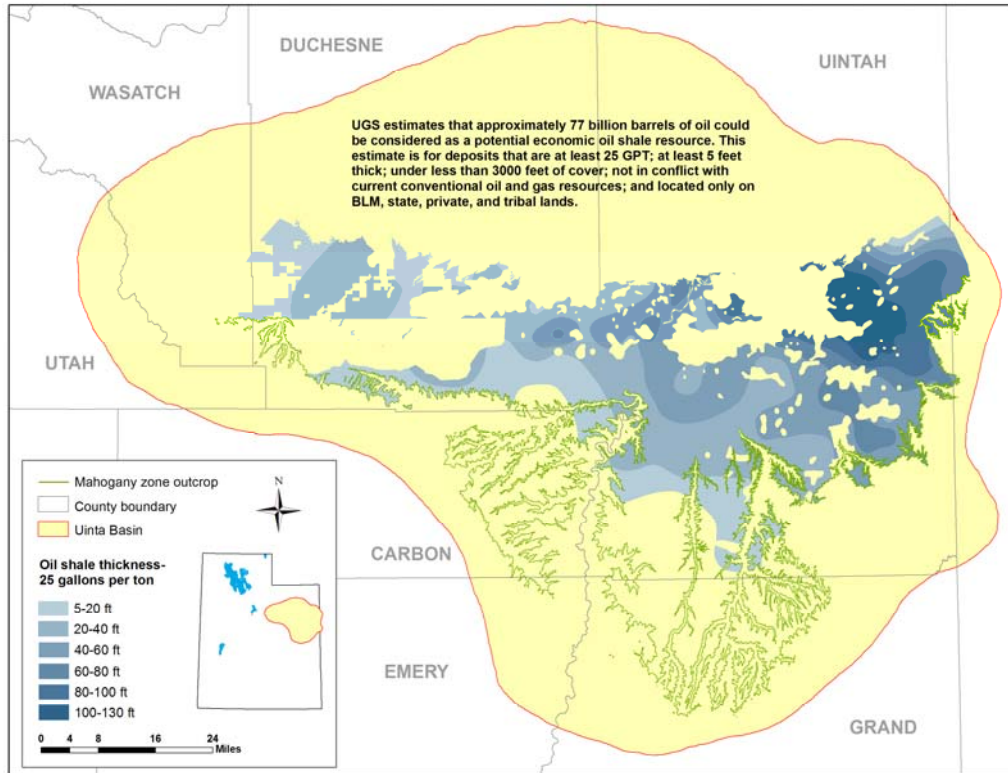 DUCHESNE
UINTAH
WASATCH
UGS estimates that approximately 77 billion barrels of oil could
be considered as a potential economic oil shale resource. This
estimate is for deposits that are at least 25 GPT; at least 5 feet
thick; under less than 3000 feet of cover; not in conflict with
current conventional oil and gas resources; and located only on
BLM, state, private, and tribal lands.
UTAH
CARBON
EMERY
GRAND
Mahogany zone outcrop
County boundary
Uinta Basin
N
Oil shale thickness-
25 gallons per ton
5-20 ft
20-40 ft
40-60 ft
60-80 ft
80-100 ft
100-130 ft
0 4 8 16 24
Miles